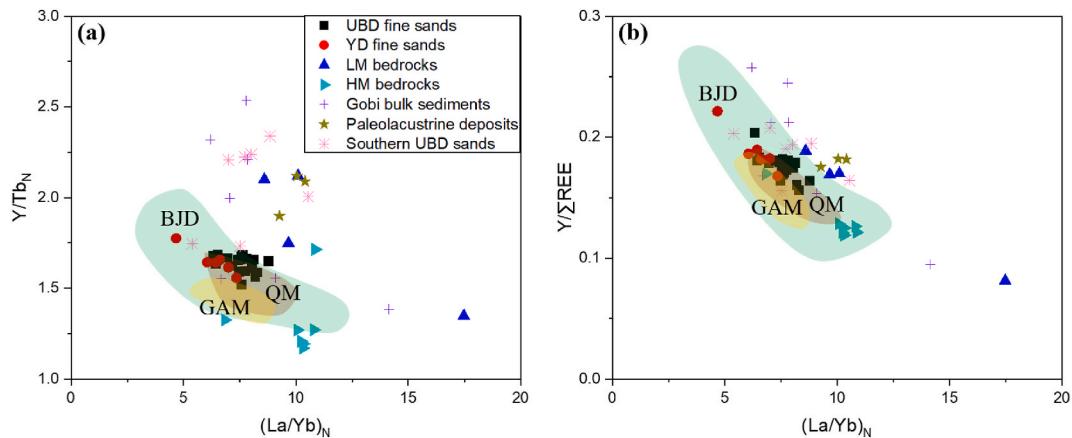 (a)
UBD fine sands
YD fine sands
LM bedrocks
HM bedrocks
Gobi bulk sediments
Paleolacustrine deposits
Southern UBD sands
3.0
2.5
2.0
1.5
1.0
Y/Tb_N
BJD
GAM
QM
0
5
10
15
20
(La/Yb)_N
(b)
0.3
0.2
0.1
0.0
Y/∑REE
BJD
GAM
QM
0
5
10
15
20
(La/Yb)_N